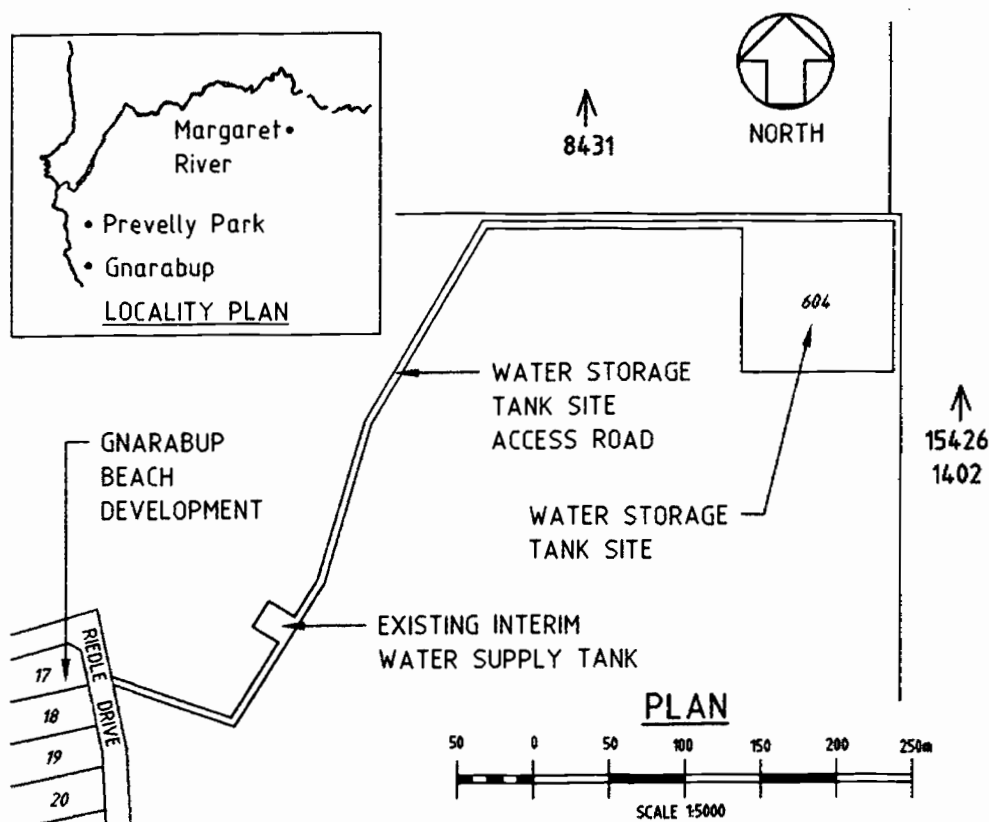 Margaret
River
Prevelly Park
Gnarabup
LOCALITY PLAN
8431
NORTH
604
WATER STORAGE
TANK SITE
ACCESS ROAD
15426
1402
GNARABUP
BEACH
DEVELOPMENT
WATER STORAGE
TANK SITE
EXISTING INTERIM
WATER SUPPLY TANK
RIEDLE DRIVE
17
18
19
20
PLAN
50 0 50 100 150 200 250m
SCALE 1:5000